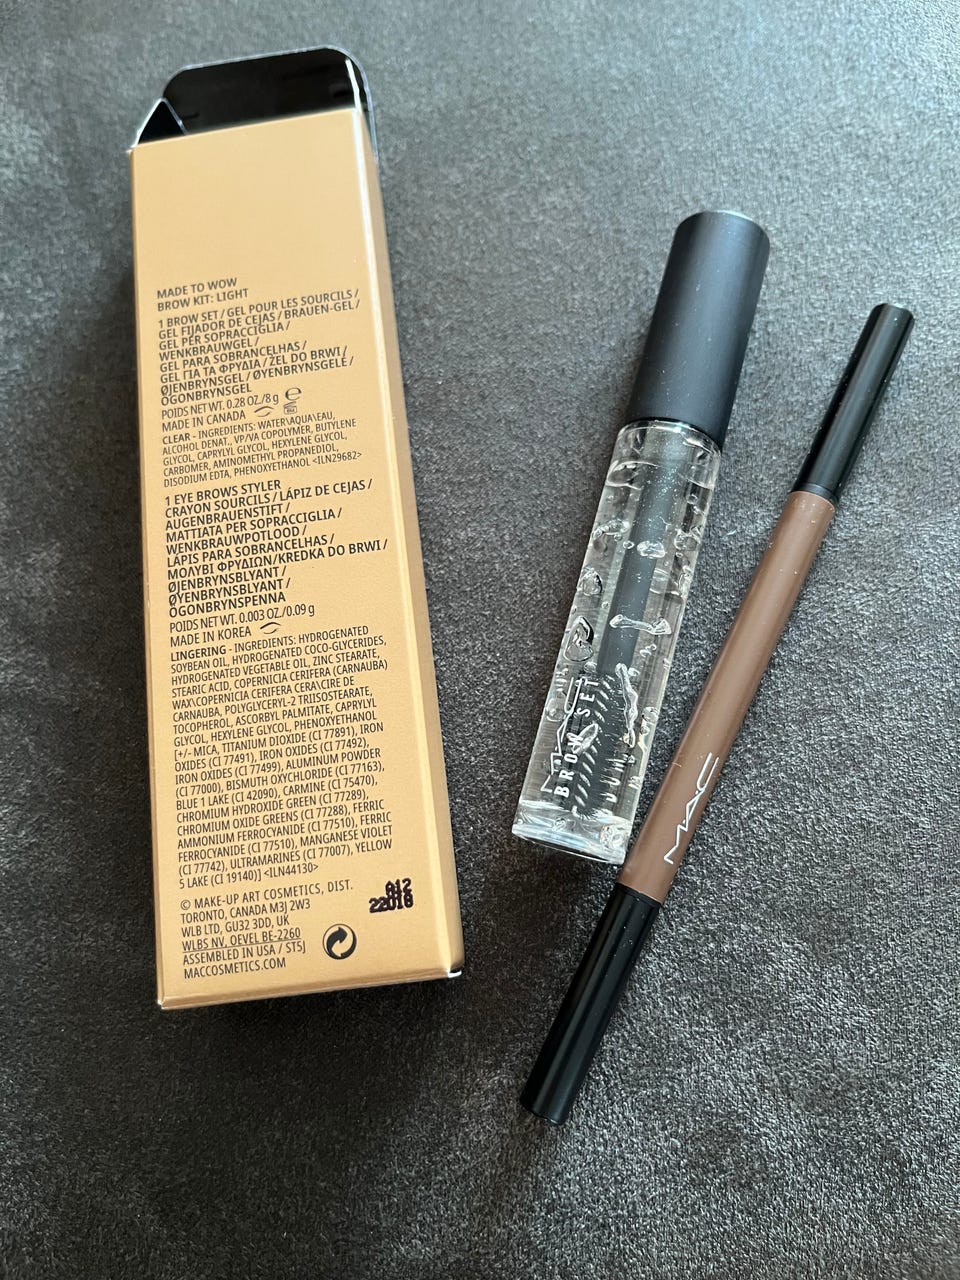 MADE TO WOW
BROW KIT: LIGHT
1 BROW SET / GEL POUR LES SOURCILS /
GEL FIJADOR DE CEJAS / BRAUEN-GEL /
GEL PER SOPRACCIGLIA /
WENKBRAUWGEL /
GEL PARA SOBRANCELHAS /
GEL ΓΙΑ ΤΑ ΦΡΥΔΙΑ / ŻEL DO BRWI /
ØJENBRYNSGEL / ØYENBRYNSGELÉ /
ÖGONBRYNSGEL
POIDS NET WT. 0.28 OZ./8 g e
MADE IN CANADA
CLEAR - INGREDIENTS: WATER\AQUA\EAU,
ALCOHOL DENAT., VP/VA COPOLYMER, BUTYLENE
GLYCOL, CAPRYLYL GLYCOL, HEXYLENE GLYCOL,
CARBOMER, AMINOMETHYL PROPANEDIOL,
DISODIUM EDTA, PHENOXYETHANOL <ILN29682>
1 EYE BROWS STYLER
CRAYON SOURCILS / LÁPIZ DE CEJAS /
AUGENBRAUENSTIFT /
MATTIATA PER SOPRACCIGLIA /
WENKBRAUWPOTLOOD /
LÁPIS PARA SOBRANCELHAS /
ΜΟΛΥΒΙ ΦΡΥΔΙΩΝ/KREDKA DO BRWI /
ØJENBRYNSBLYANT /
ØYENBRYNSBLYANT /
ÖGONBRYNSPENNA
POIDS NET WT. 0.003 OZ./0.09 g
MADE IN KOREA
LINGERING - INGREDIENTS: HYDROGENATED
SOYBEAN OIL, HYDROGENATED COCO-GLYCERIDES,
HYDROGENATED VEGETABLE OIL, ZINC STEARATE,
STEARIC ACID, COPERNICIA CERIFERA (CARNAUBA)
WAX\COPERNICIA CERIFERA CERA\CIRE DE
CARNAUBA, POLYGLYCERYL-2 TRIISOSTEARATE,
TOCOPHEROL, ASCORBYL PALMITATE, CAPRYLYL
GLYCOL, HEXYLENE GLYCOL, PHENOXYETHANOL
[+/- MICA, TITANIUM DIOXIDE (CI 77891), IRON
OXIDES (CI 77491), IRON OXIDES (CI 77492),
IRON OXIDES (CI 77499), ALUMINUM POWDER
(CI 77000), BISMUTH OXYCHLORIDE (CI 77163),
BLUE 1 LAKE (CI 42090), CARMINE (CI 75470),
CHROMIUM HYDROXIDE GREEN (CI 77289),
CHROMIUM OXIDE GREENS (CI 77288), FERRIC
AMMONIUM FERROCYANIDE (CI 77510), FERRIC
FERROCYANIDE (CI 77510), MANGANESE VIOLET
(CI 77742), ULTRAMARINES (CI 77007), YELLOW
5 LAKE (CI 19140)] <ILN44130>
© MAKE-UP ART COSMETICS, DIST.
TORONTO, CANADA M3J 2W3
WLB LTD, GU32 3DD, UK
WLBS NV, OEVEL BE-2260
ASSEMBLED IN USA / ST5J
MACCOSMETICS.COM
A12
22018
MAC
BROW SET
MAC